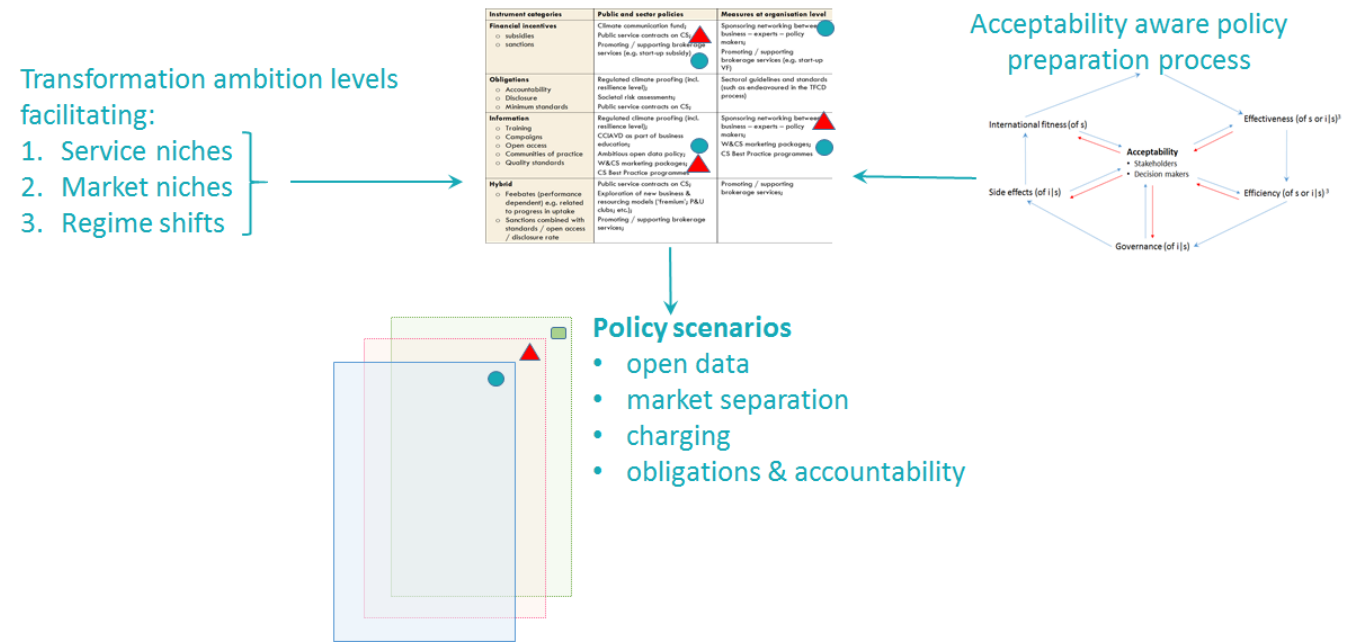 Transformation ambition levels
facilitating:
1. Service niches
2. Market niches
3. Regime shifts
Instrument categories
Public and sector policies
Measures at organisation level
Financial incentives
o subsidies
o sanctions
Climate communication fund;
Public service contracts on CS;
Promoting / supporting brokerage
services (e.g. start-up subsidy)
Sponsoring networking between
business – experts – policy
makers;
Promoting / supporting
brokerage services (e.g. start-up
VF)
Obligations
o Accountability
o Disclosure
o Minimum standards
Regulated climate proofing (incl.
resilience level);
Societal risk assessments;
Public service contracts on CS;
Sectoral guidelines and standards
(such as endeavoured in the TFCD
process)
Information
o Training
o Campaigns
o Open access
o Communities of practice
o Quality standards
Regulated climate proofing (incl.
resilience level);
CCIAVD as part of business
education;
Ambitious open data policy;
W&CS marketing packages;
CS Best Practice programmes
Sponsoring networking between
business – experts – policy
makers;
W&CS marketing packages;
CS Best Practice programmes
Hybrid
o Feebates (performance
dependent) e.g. related
to progress in uptake
o Sanctions combined with
standards / open access
/ disclosure rate
Public service contracts on CS;
Exploration of new business &
resourcing models ('fremium'; P&U
clubs; etc.);
Promoting / supporting brokerage
services;
Promoting / supporting
brokerage services;
Acceptability aware policy
preparation process
International fitness (of s)
Effectiveness (of s or i|s)³
Acceptability
• Stakeholders
• Decision makers
Side effects (of i|s)
Efficiency (of s or i|s) ³
Governance (of i|s)
Policy scenarios
• open data
• market separation
• charging
• obligations & accountability